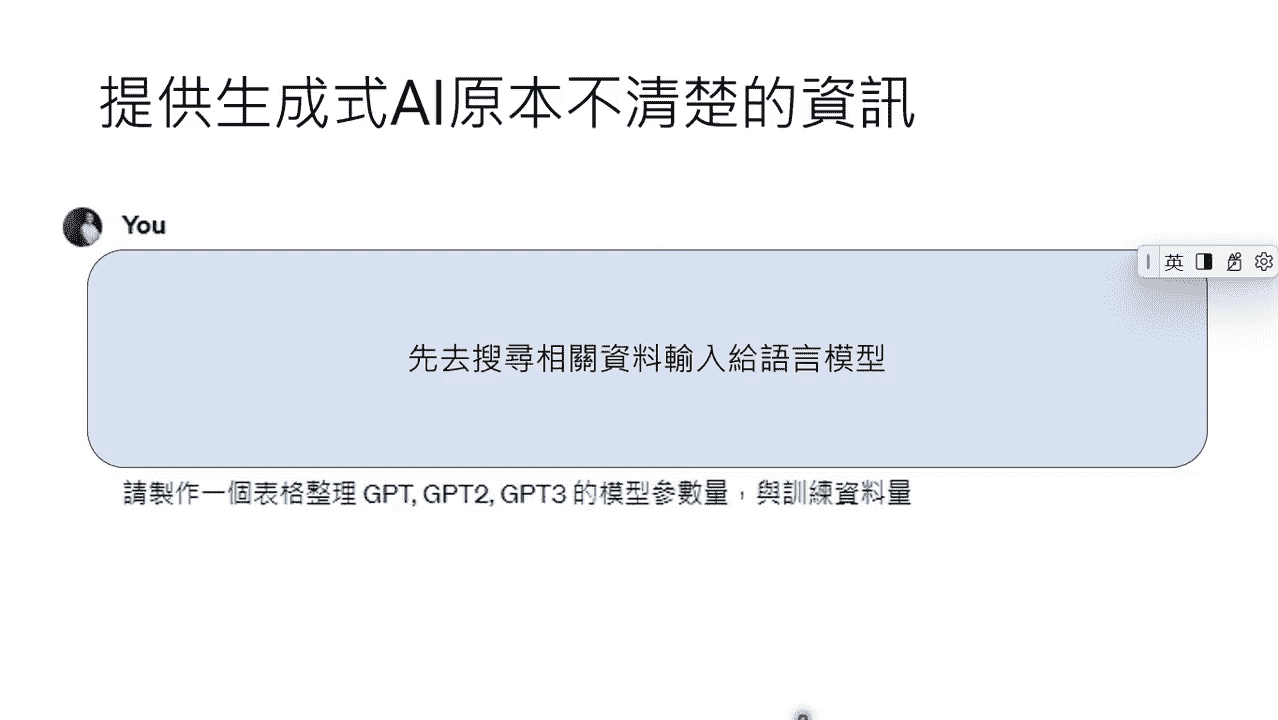 提供生成式AI原本不清楚的資訊
You
英
先去搜尋相關資料輸入給語言模型
請製作一個表格整理 GPT, GPT2, GPT3 的模型參數量，與訓練資料量